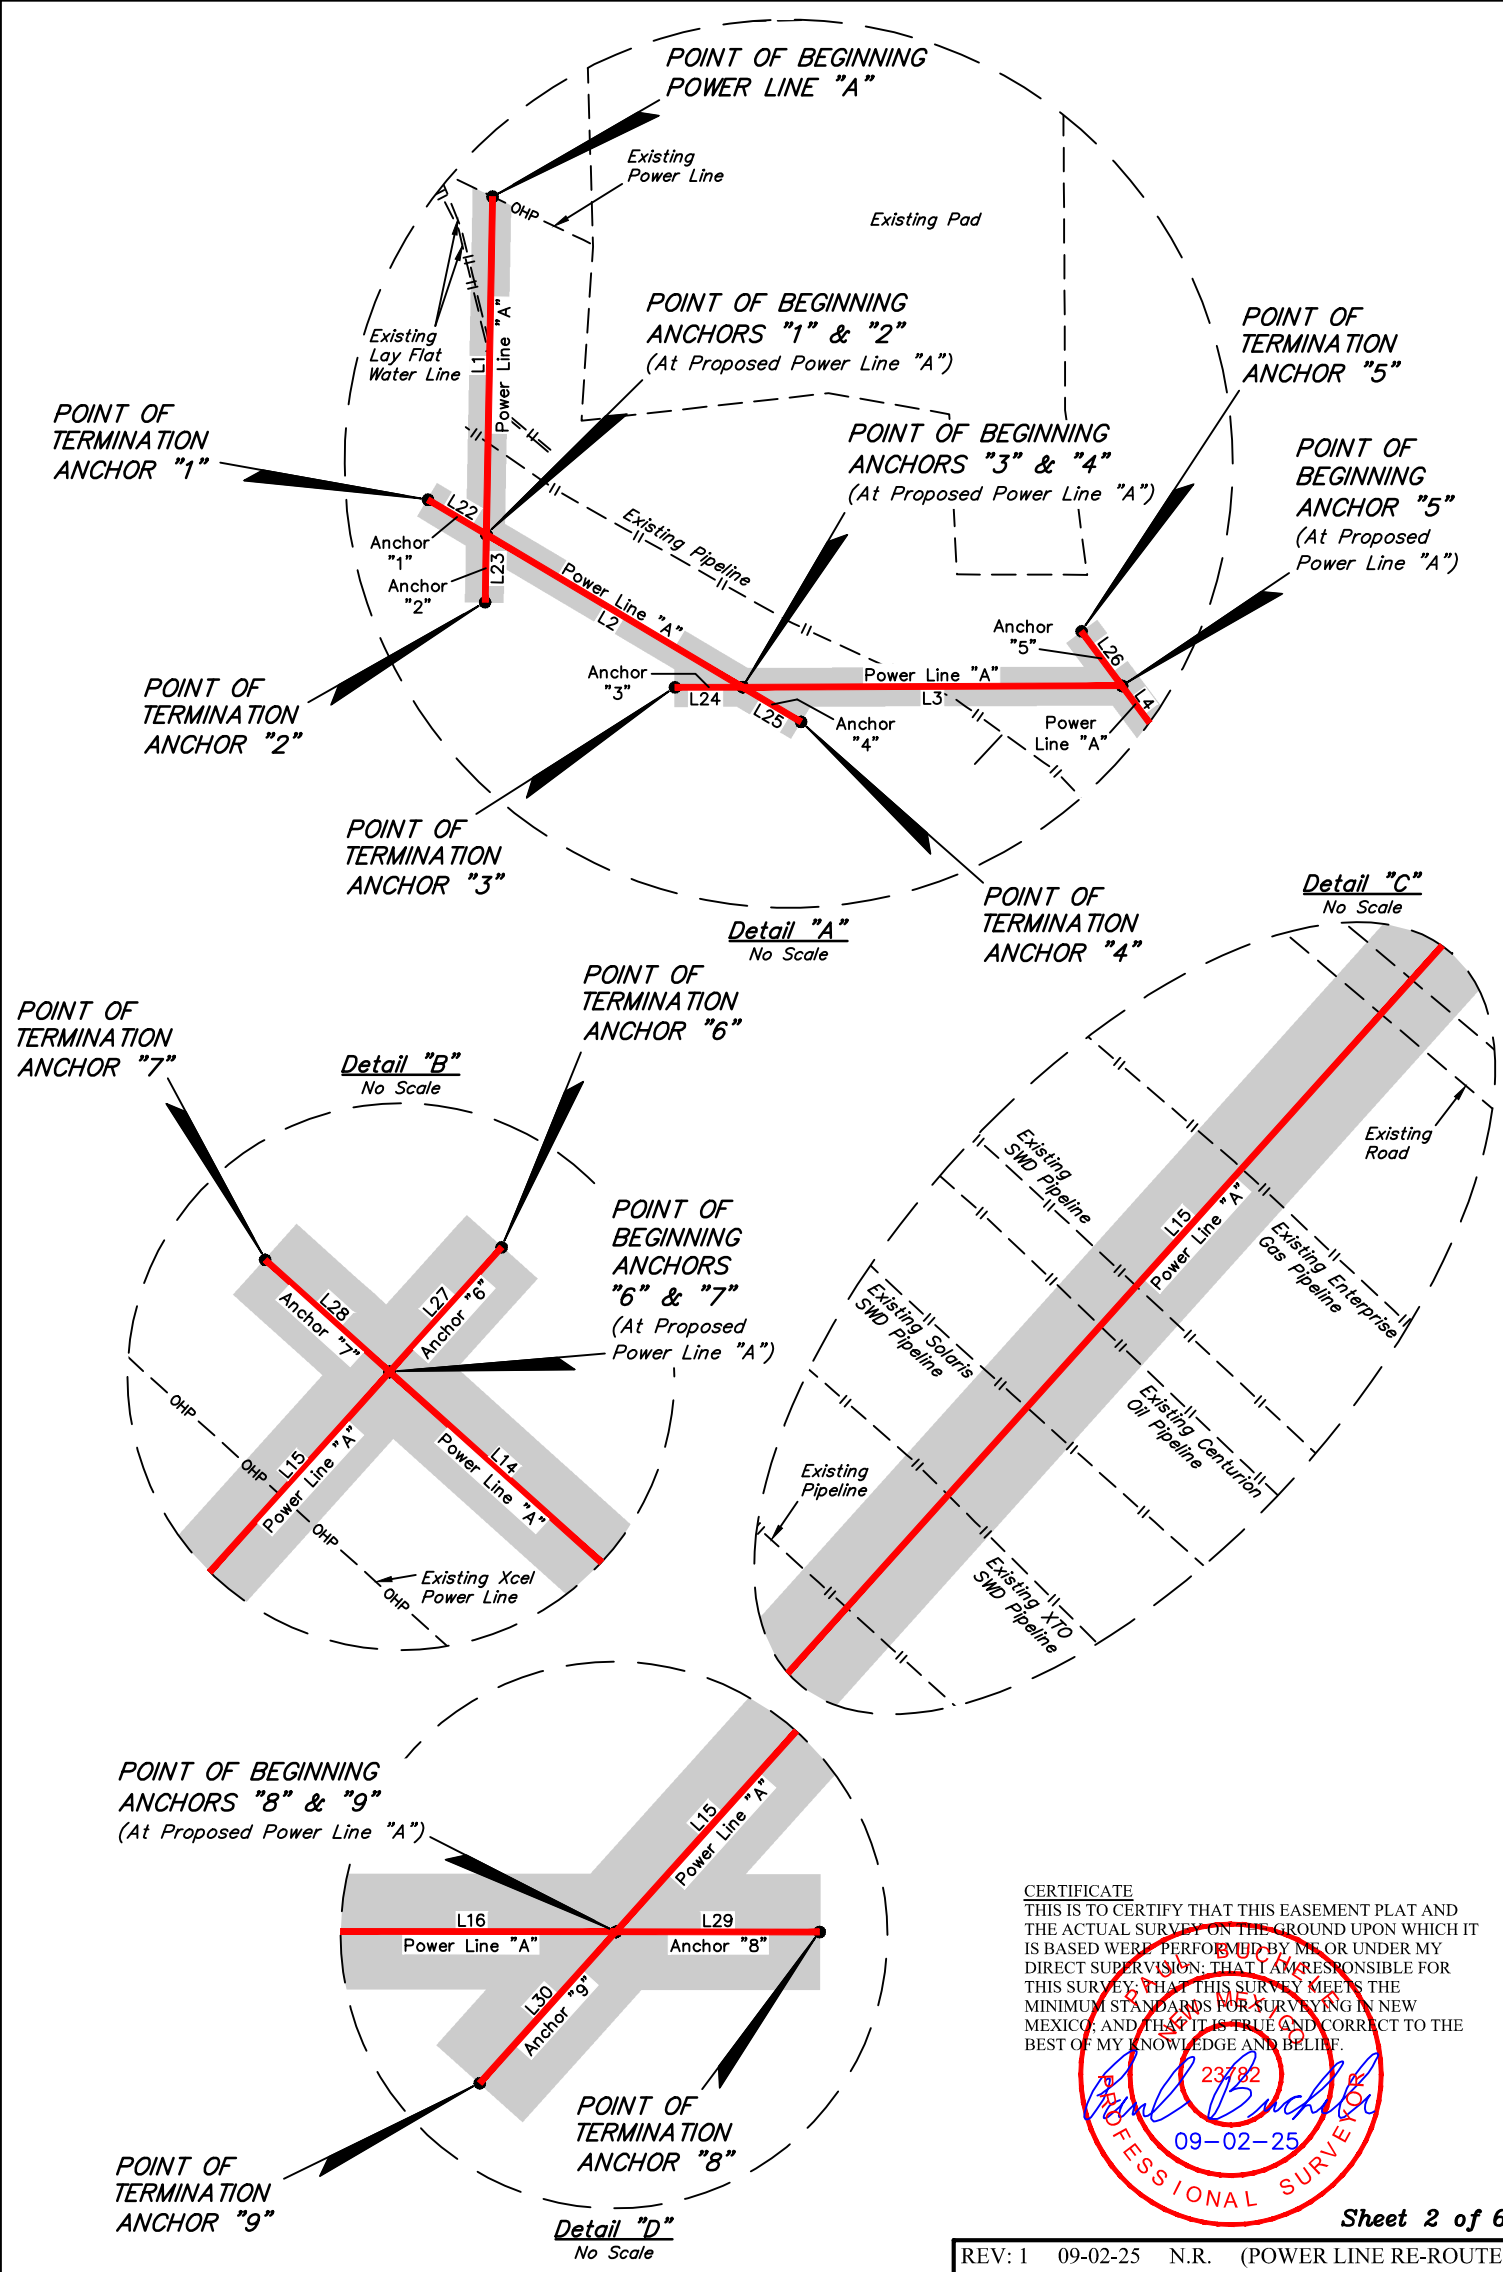 POINT OF BEGINNING
POWER LINE "A"
Existing
Power Line
OHP
Existing Pad
Existing
Lay Flat
Water Line
L1
Power Line "A"
POINT OF BEGINNING
ANCHORS "1" & "2"
(At Proposed Power Line "A")
POINT OF
TERMINATION
ANCHOR "5"
POINT OF
TERMINATION
ANCHOR "1"
POINT OF BEGINNING
ANCHORS "3" & "4"
(At Proposed Power Line "A")
POINT OF
BEGINNING
ANCHOR "5"
(At Proposed
Power Line "A")
L22
Anchor
"1"
Anchor
"2"
L23
Existing Pipeline
Power Line "A"
L2
Anchor
"5"
L26
Anchor
"3"
L24
Power Line "A"
L3
L4
L25
Anchor
"4"
Power
Line "A"
POINT OF
TERMINATION
ANCHOR "2"
POINT OF
TERMINATION
ANCHOR "3"
POINT OF
TERMINATION
ANCHOR "4"
Detail "A"
No Scale
Detail "C"
No Scale
POINT OF
TERMINATION
ANCHOR "7"
POINT OF
TERMINATION
ANCHOR "6"
Detail "B"
No Scale
POINT OF
BEGINNING
ANCHORS
"6" & "7"
(At Proposed
Power Line "A")
L28
Anchor "7"
L27
Anchor "6"
OHP
OHP
OHP
OHP
L15
Power Line "A"
L14
Power Line "A"
Existing Xcel
Power Line
Existing
Road
Existing
SWD Pipeline
L15
Power Line "A"
Existing Enterprise
Gas Pipeline
Existing Solaris
SWD Pipeline
Existing Centurion
Oil Pipeline
Existing
Pipeline
Existing XTO
SWD Pipeline
POINT OF BEGINNING
ANCHORS "8" & "9"
(At Proposed Power Line "A")
L15
Power Line "A"
L16
Power Line "A"
L29
Anchor "8"
L30
Anchor "9"
POINT OF
TERMINATION
ANCHOR "8"
POINT OF
TERMINATION
ANCHOR "9"
Detail "D"
No Scale
CERTIFICATE
THIS IS TO CERTIFY THAT THIS EASEMENT PLAT AND
THE ACTUAL SURVEY ON THE GROUND UPON WHICH IT
IS BASED WERE PERFORMED BY ME OR UNDER MY
DIRECT SUPERVISION; THAT I AM RESPONSIBLE FOR
THIS SURVEY; THAT THIS SURVEY MEETS THE
MINIMUM STANDARDS FOR SURVEYING IN NEW
MEXICO; AND THAT IT IS TRUE AND CORRECT TO THE
BEST OF MY KNOWLEDGE AND BELIEF.
PAUL BUCHELE
NEW MEXICO
23782
Paul Buchele
09-02-25
PROFESSIONAL SURVEYOR
Sheet 2 of 6
REV: 1 09-02-25 N.R. (POWER LINE RE-ROUTE